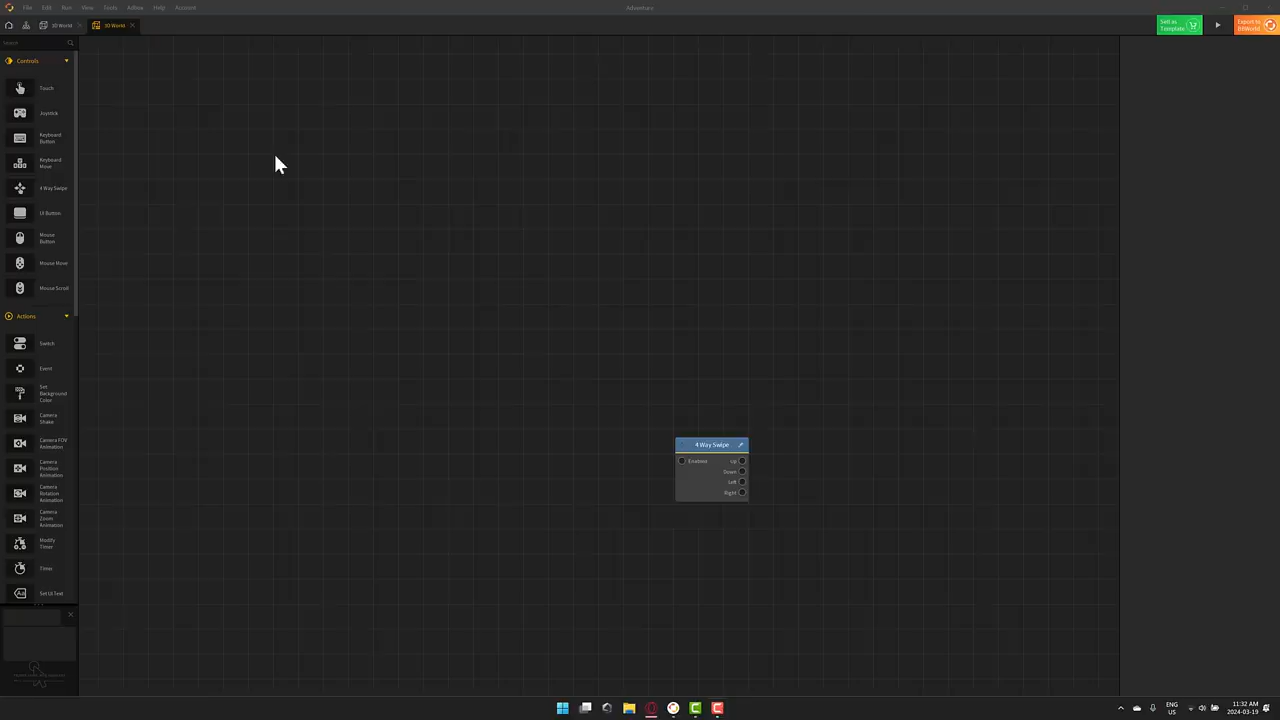 File Edit Run View Tools Adflow Help Account Adventure
3D World 3D World Sell as Template Export to BitWorld
Search
Controls
Touch
Joystick
Keyboard
Button
Keyboard
Move
4 Way Swipe
UI Button
Mouse
Button
Mouse Move
Mouse Scroll
Actions
Switch
Event
Set
Background
Color
Camera
Shake
Camera FOV
Animation
Camera
Position
Animation
Camera
Rotation
Animation
Camera
Zoom
Animation
Modify
Timer
Timer
Set UI Text
4 Way Swipe
Enabled Up
Down
Left
Right
ENG
US
11:32 AM
2024-03-19